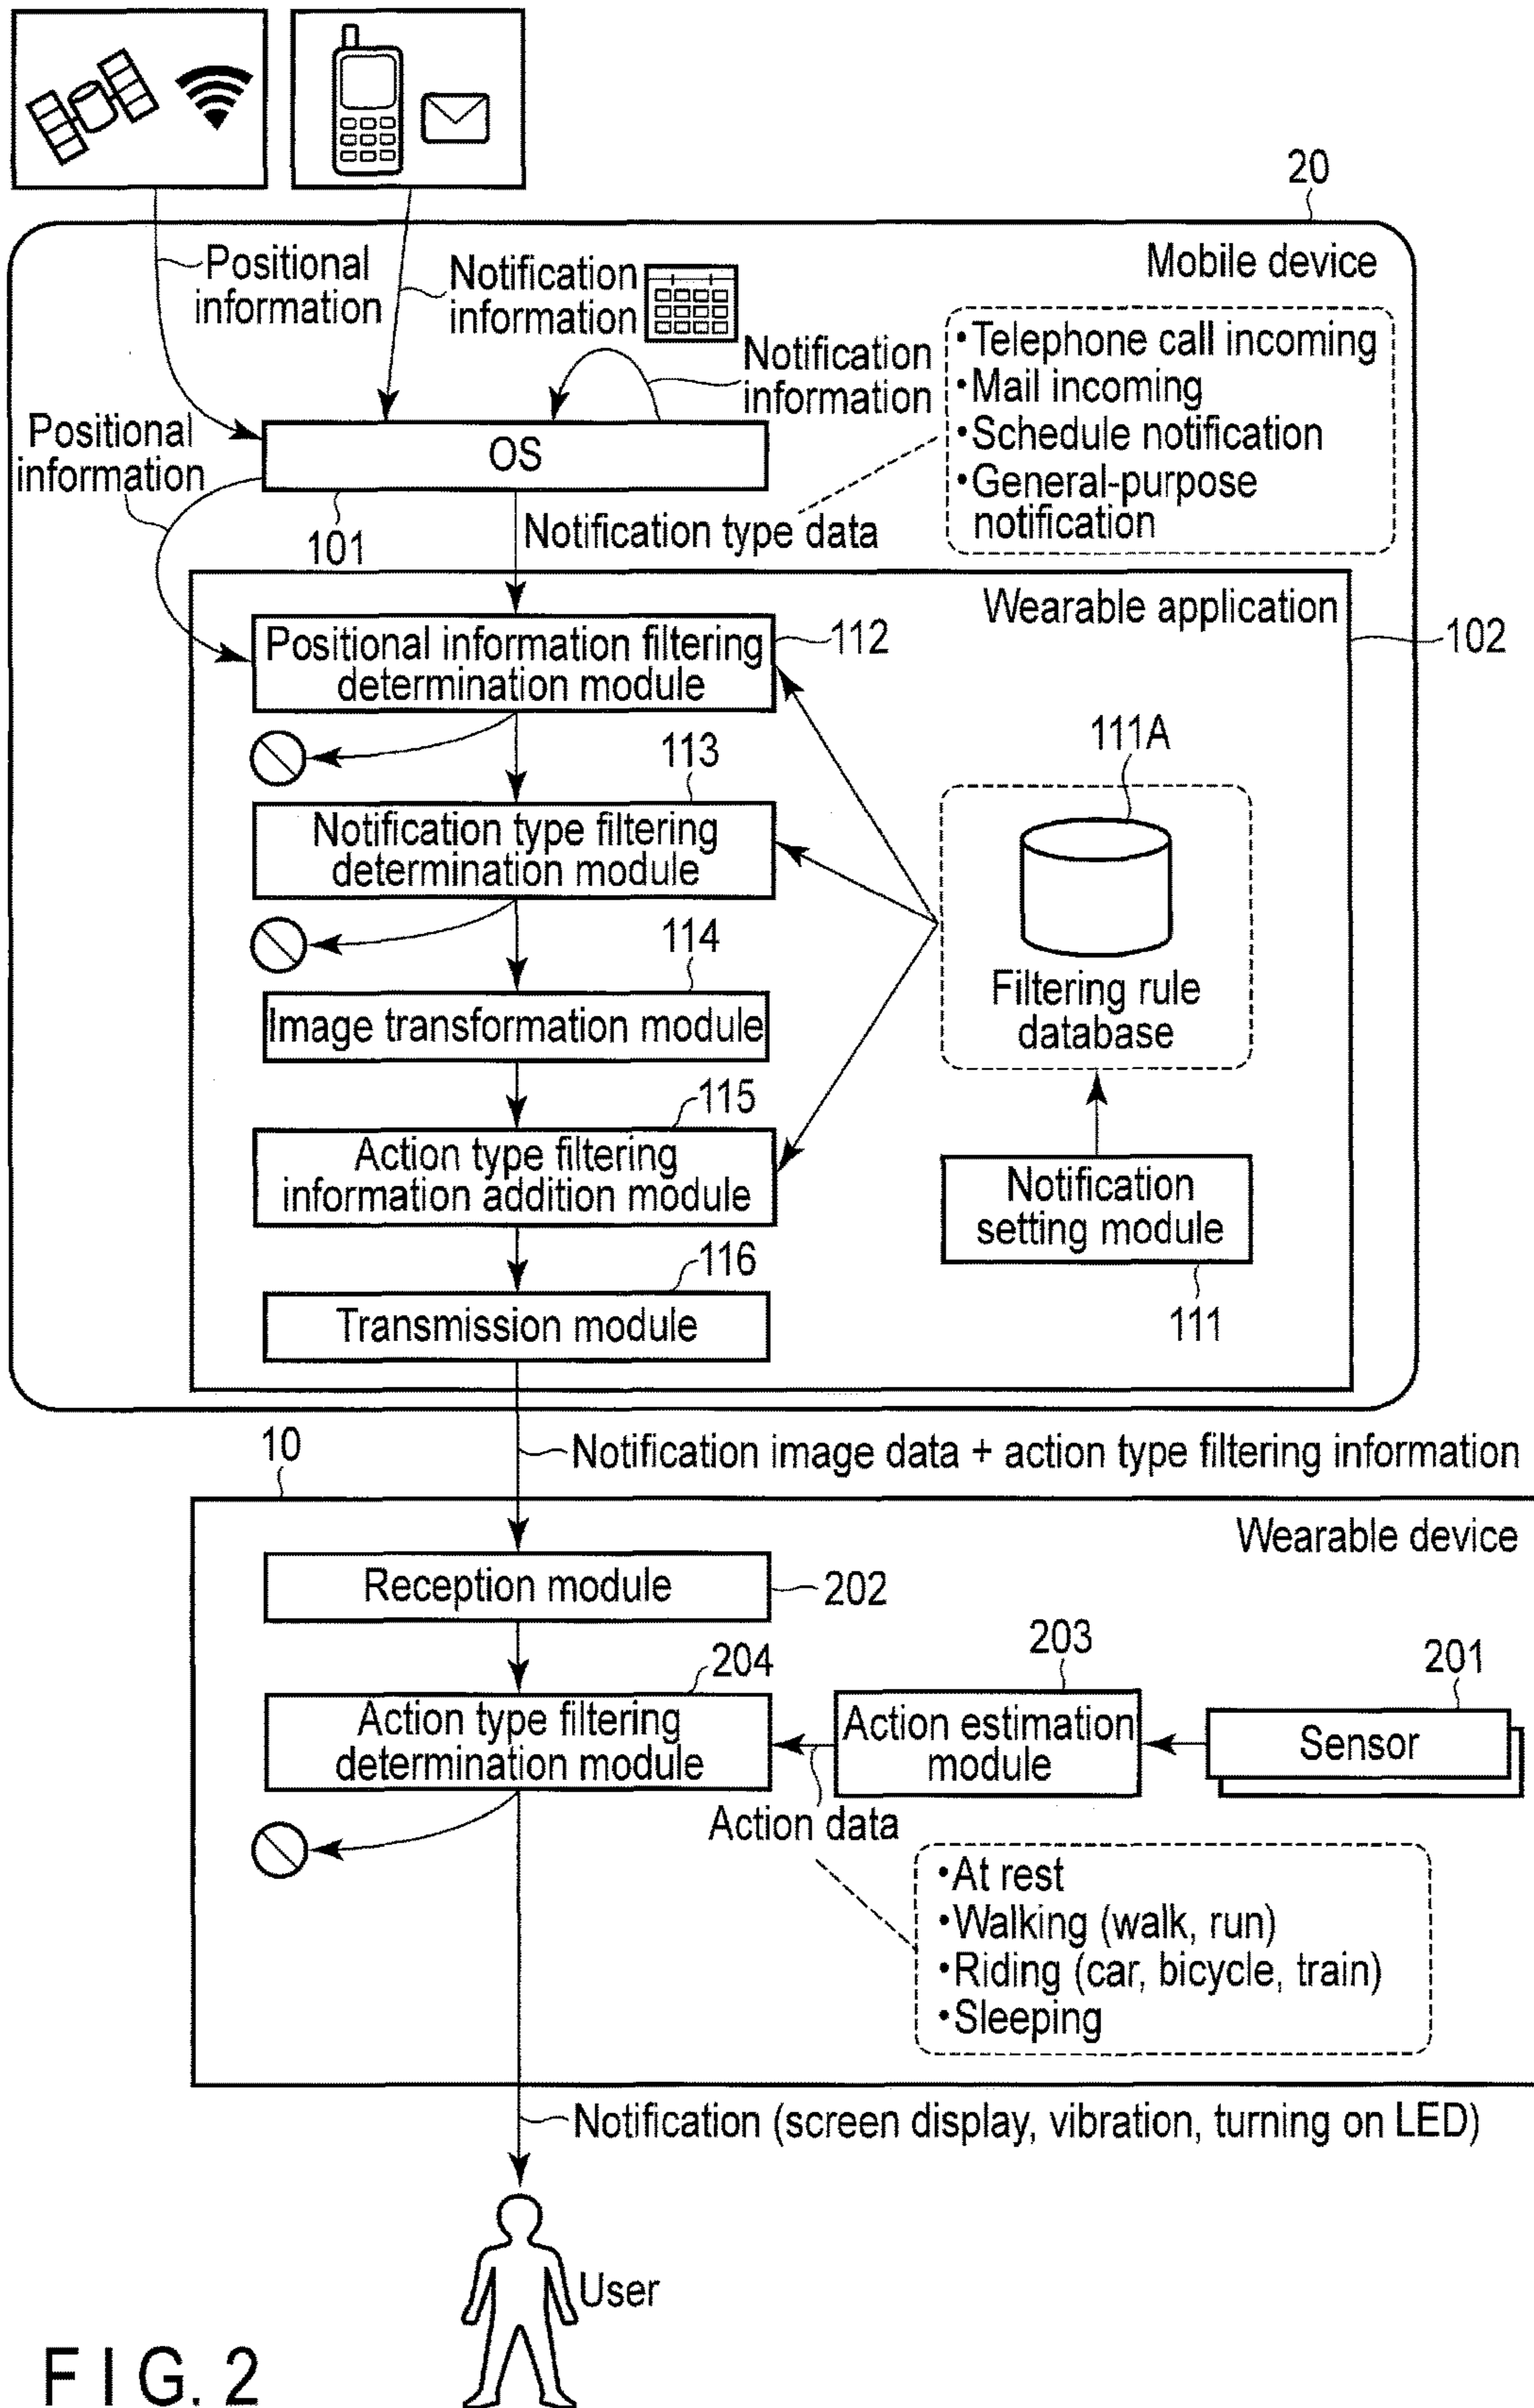 20
Mobile device
Positional
information
Notification
information
Notification
information
•Telephone call incoming
•Mail incoming
•Schedule notification
•General-purpose
notification
Positional
information
OS
101
Notification type data
Wearable application
102
Positional information filtering
determination module
112
113
111A
Notification type filtering
determination module
114
Filtering rule
database
Image transformation module
115
Action type filtering
information addition module
Notification
setting module
111
116
Transmission module
10
Notification image data + action type filtering information
Wearable device
Reception module
202
204
203
201
Action type filtering
determination module
Action estimation
module
Sensor
Action data
•At rest
•Walking (walk, run)
•Riding (car, bicycle, train)
•Sleeping
Notification (screen display, vibration, turning on LED)
User
FIG. 2